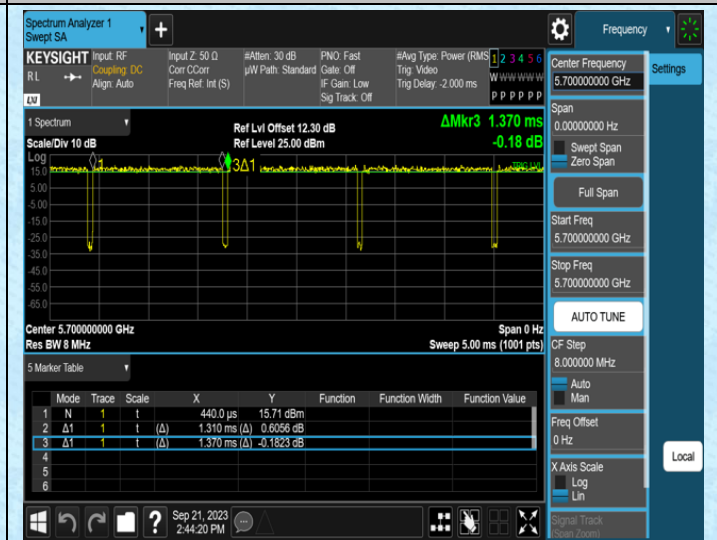 Spectrum Analyzer 1
Swept SA
+
Frequency
KEYSIGHT
RL
LXI
Input: RF
Coupling: DC
Align: Auto
Input Z: 50 Ω
Corr CCorr
Freq Ref: Int (S)
#Atten: 30 dB
µW Path: Standard
PNO: Fast
Gate: Off
IF Gain: Low
Sig Track: Off
#Avg Type: Power (RMS
Trig: Video
Trig Delay: -2.000 ms
1 2 3 4 5 6
W W W W W W
P P P P P P
1 Spectrum
Scale/Div 10 dB
Ref Lvl Offset 12.30 dB
Ref Level 25.00 dBm
ΔMkr3 1.370 ms
-0.18 dB
Log
15.0
5.00
-5.00
-15.0
-25.0
-35.0
-45.0
-55.0
-65.0
1
3Δ1
TRIG LVL
Center 5.700000000 GHz
Res BW 8 MHz
Span 0 Hz
Sweep 5.00 ms (1001 pts)
5 Marker Table
Mode Trace Scale X Y Function Function Width Function Value
1 N 1 t 440.0 µs 15.71 dBm
2 Δ1 1 t (Δ) 1.310 ms (Δ) 0.6056 dB
3 Δ1 1 t (Δ) 1.370 ms (Δ) -0.1823 dB
4
5
6
?
Sep 21, 2023
2:44:20 PM
Center Frequency
5.700000000 GHz
Span
0.00000000 Hz
Swept Span
Zero Span
Full Span
Start Freq
5.700000000 GHz
Stop Freq
5.700000000 GHz
AUTO TUNE
CF Step
8.000000 MHz
Auto
Man
Freq Offset
0 Hz
X Axis Scale
Log
Lin
Signal Track
(Span Zoom)
Settings
Local